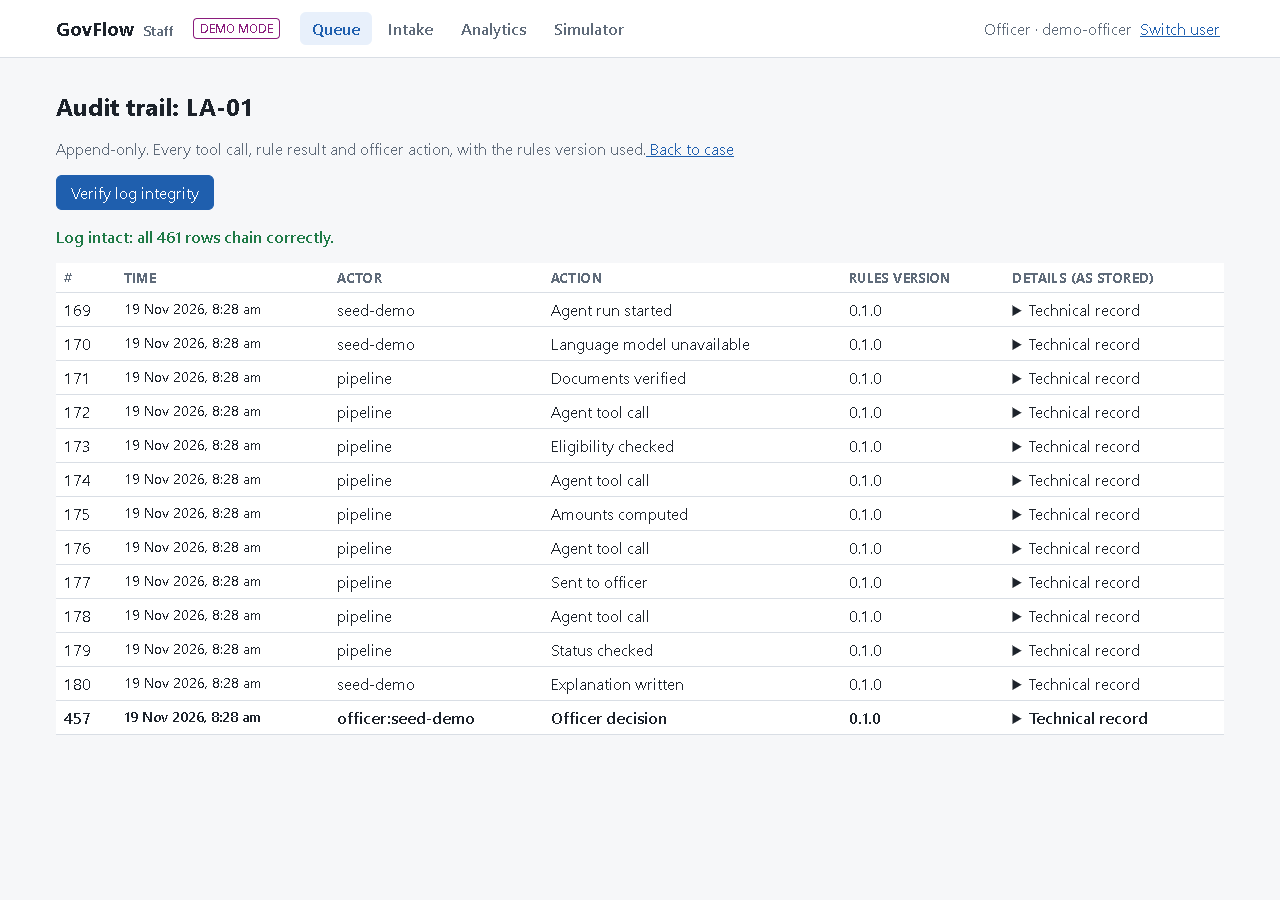 GovFlow Staff DEMO MODE Queue Intake Analytics Simulator Officer · demo-officer Switch user
Audit trail: LA-01
Append-only. Every tool call, rule result and officer action, with the rules version used. Back to case
Verify log integrity
Log intact: all 461 rows chain correctly.
# TIME ACTOR ACTION RULES VERSION DETAILS (AS STORED)
169 19 Nov 2026, 8:28 am seed-demo Agent run started 0.1.0 ▶ Technical record
170 19 Nov 2026, 8:28 am seed-demo Language model unavailable 0.1.0 ▶ Technical record
171 19 Nov 2026, 8:28 am pipeline Documents verified 0.1.0 ▶ Technical record
172 19 Nov 2026, 8:28 am pipeline Agent tool call 0.1.0 ▶ Technical record
173 19 Nov 2026, 8:28 am pipeline Eligibility checked 0.1.0 ▶ Technical record
174 19 Nov 2026, 8:28 am pipeline Agent tool call 0.1.0 ▶ Technical record
175 19 Nov 2026, 8:28 am pipeline Amounts computed 0.1.0 ▶ Technical record
176 19 Nov 2026, 8:28 am pipeline Agent tool call 0.1.0 ▶ Technical record
177 19 Nov 2026, 8:28 am pipeline Sent to officer 0.1.0 ▶ Technical record
178 19 Nov 2026, 8:28 am pipeline Agent tool call 0.1.0 ▶ Technical record
179 19 Nov 2026, 8:28 am pipeline Status checked 0.1.0 ▶ Technical record
180 19 Nov 2026, 8:28 am seed-demo Explanation written 0.1.0 ▶ Technical record
457 19 Nov 2026, 8:28 am officer:seed-demo Officer decision 0.1.0 ▶ Technical record